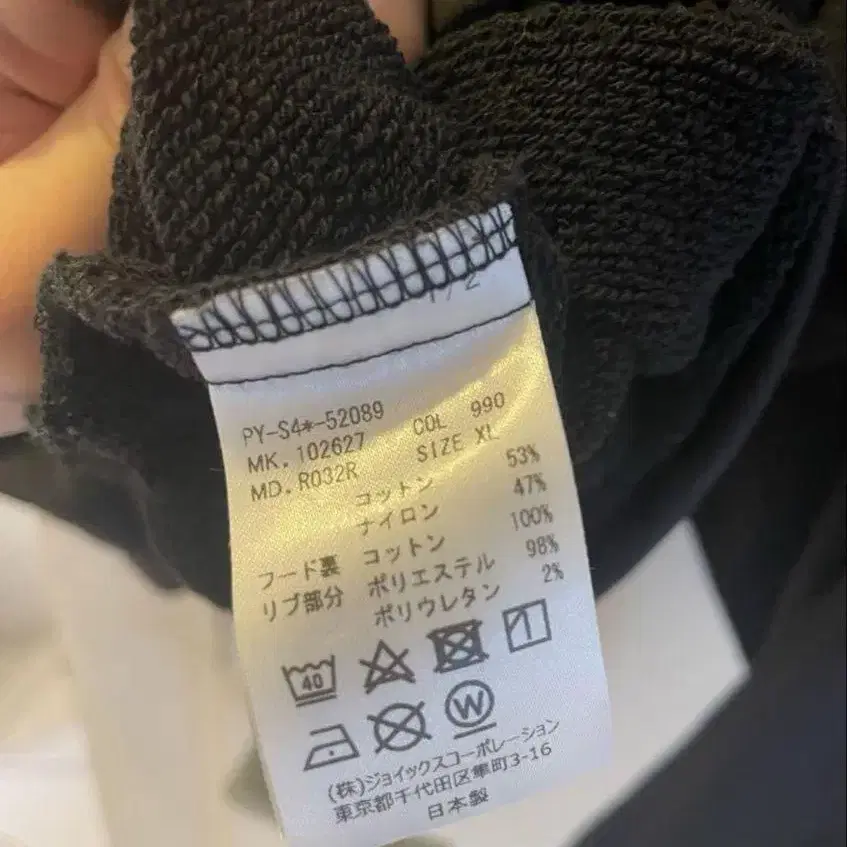 1/2
PY-S4*-52089
MK. 102627 COL 990
MD. R032R SIZE XL
コットン 53%
ナイロン 47%
フード裏 コットン 100%
リブ部分 ポリエステル 98%
ポリウレタン 2%
40
W
(株)ジョイックスコーポレーション
東京都千代田区隼町3-16
日本製